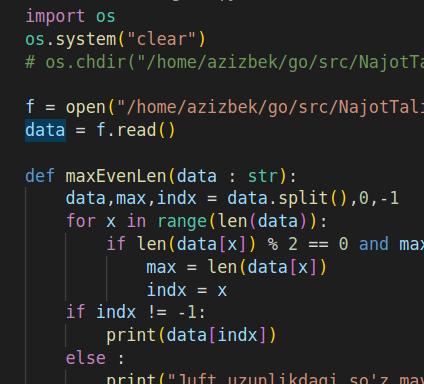 import os
os.system("clear")
# os.chdir("/home/azizbek/go/src/NajotTa
f = open("/home/azizbek/go/src/NajotTali
data = f.read()
def maxEvenLen(data : str):
data,max,indx = data.split(),0,-1
for x in range(len(data)):
if len(data[x]) % 2 == 0 and max
max = len(data[x])
indx = x
if indx != -1:
print(data[indx])
else :
print("Juft uzunlikdagi so'z mav